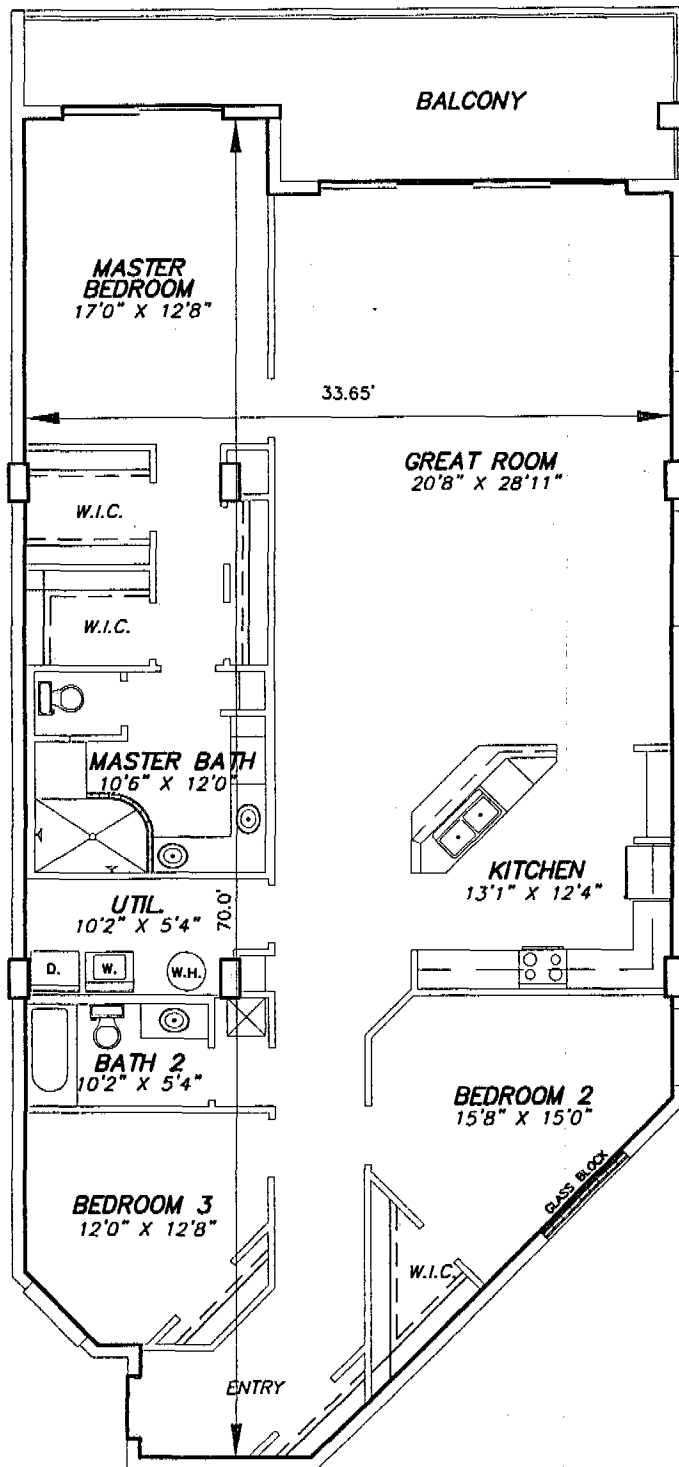 BALCONY
MASTER
BEDROOM
17'0" X 12'8"
33.65'
GREAT ROOM
20'8" X 28'11"
W.I.C.
W.I.C.
MASTER BATH
10'6" X 12'0"
KITCHEN
13'1" X 12'4"
UTIL.
10'2" X 5'4"
70.0'
D.
W.
W.H.
BATH 2
10'2" X 5'4"
BEDROOM 2
15'8" X 15'0"
GLASS BLOCK
BEDROOM 3
12'0" X 12'8"
W.I.C.
ENTRY